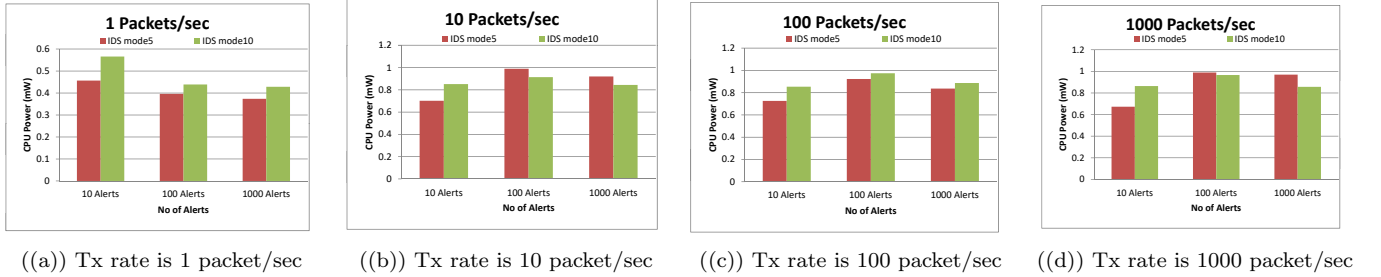 1 Packets/sec
IDS mode5 IDS mode10
CPU Power (mW)
0.6
0.5
0.4
0.3
0.2
0.1
0
10 Alerts 100 Alerts 1000 Alerts
No of Alerts
((a)) Tx rate is 1 packet/sec
10 Packets/sec
IDS mode5 IDS mode10
CPU Power (mW)
1.2
1
0.8
0.6
0.4
0.2
0
10 Alerts 100 Alerts 1000 Alerts
No of Alerts
((b)) Tx rate is 10 packet/sec
100 Packets/sec
IDS mode5 IDS mode10
CPU Power (mW)
1.2
1
0.8
0.6
0.4
0.2
0
10 Alerts 100 Alerts 1000 Alerts
No of Alerts
((c)) Tx rate is 100 packet/sec
1000 Packets/sec
IDS mode5 IDS mode10
CPU Power (mW)
1.2
1
0.8
0.6
0.4
0.2
0
10 Alerts 100 Alerts 1000 Alerts
No of Alerts
((d)) Tx rate is 1000 packet/sec